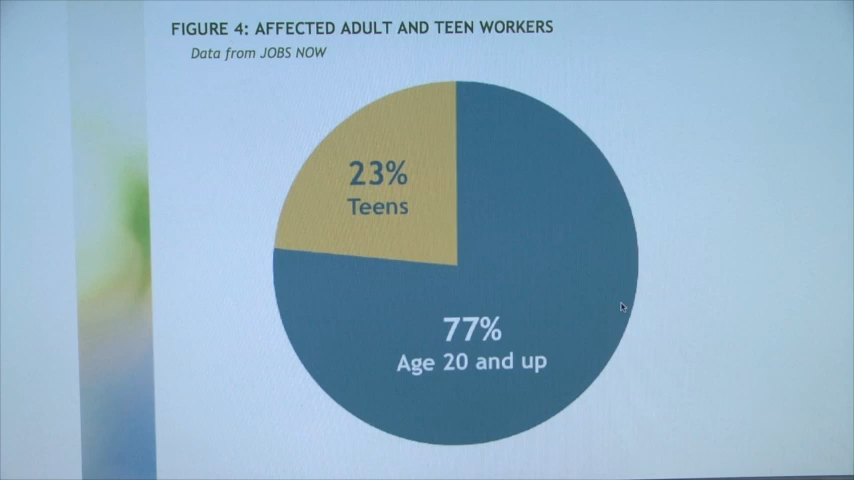 FIGURE 4: AFFECTED ADULT AND TEEN WORKERS
Data from JOBS NOW
23%
Teens
77%
Age 20 and up